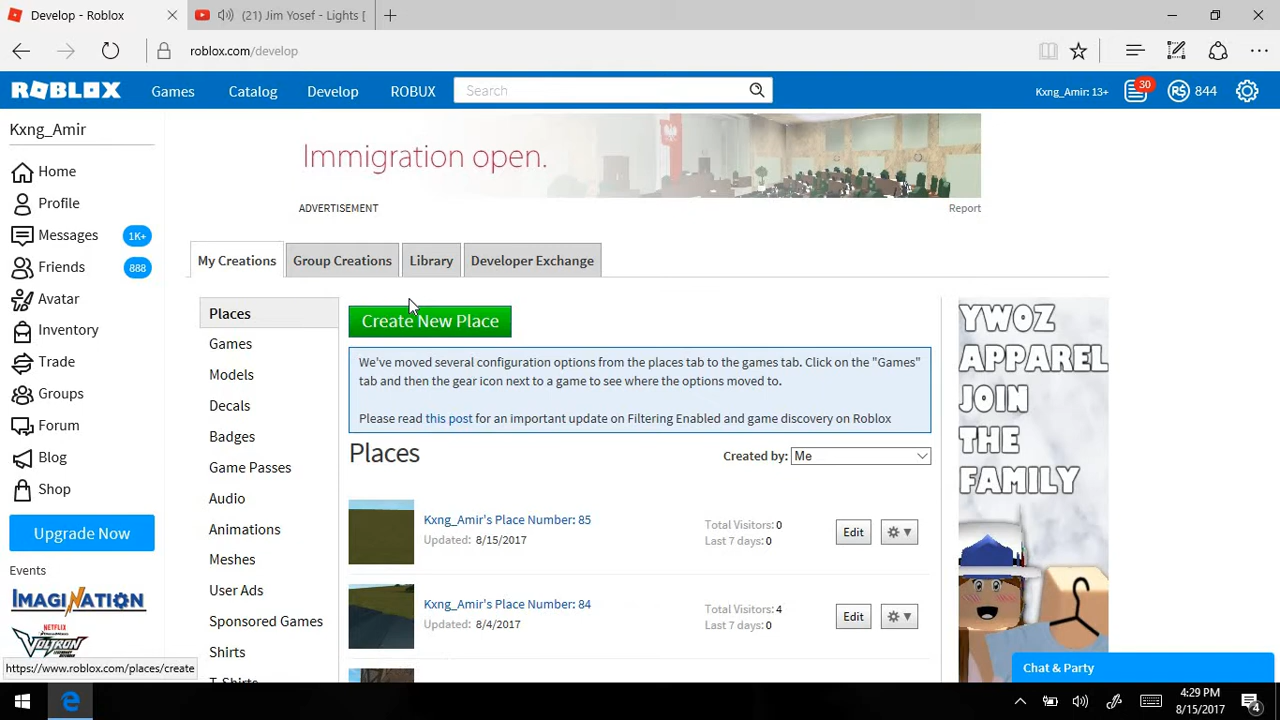 Develop - Roblox
(21) Jim Yosef - Lights [
roblox.com/develop
ROBLOX
Games
Catalog
Develop
ROBUX
Search
Kxng_Amir: 13+
30
R$
844
Kxng_Amir
Home
Profile
Messages
1K+
Friends
888
Avatar
Inventory
Trade
Groups
Forum
Blog
Shop
Upgrade Now
Events
IMAGINATION
NETFLIX
VOLTRON
https://www.roblox.com/places/create
Immigration open.
ADVERTISEMENT
Report
My Creations
Group Creations
Library
Developer Exchange
Places
Games
Models
Decals
Badges
Game Passes
Audio
Animations
Meshes
User Ads
Sponsored Games
Shirts
T-Shirts
Create New Place
We've moved several configuration options from the places tab to the games tab. Click on the "Games"
tab and then the gear icon next to a game to see where the options moved to.
Please read this post for an important update on Filtering Enabled and game discovery on Roblox
Places
Created by: Me
Kxng_Amir's Place Number: 85
Updated: 8/15/2017
Total Visitors: 0
Last 7 days: 0
Edit
Kxng_Amir's Place Number: 84
Updated: 8/4/2017
Total Visitors: 4
Last 7 days: 0
Edit
YWOZ
APPAREL
JOIN
THE
FAMILY
Chat & Party
4:29 PM
8/15/2017
4